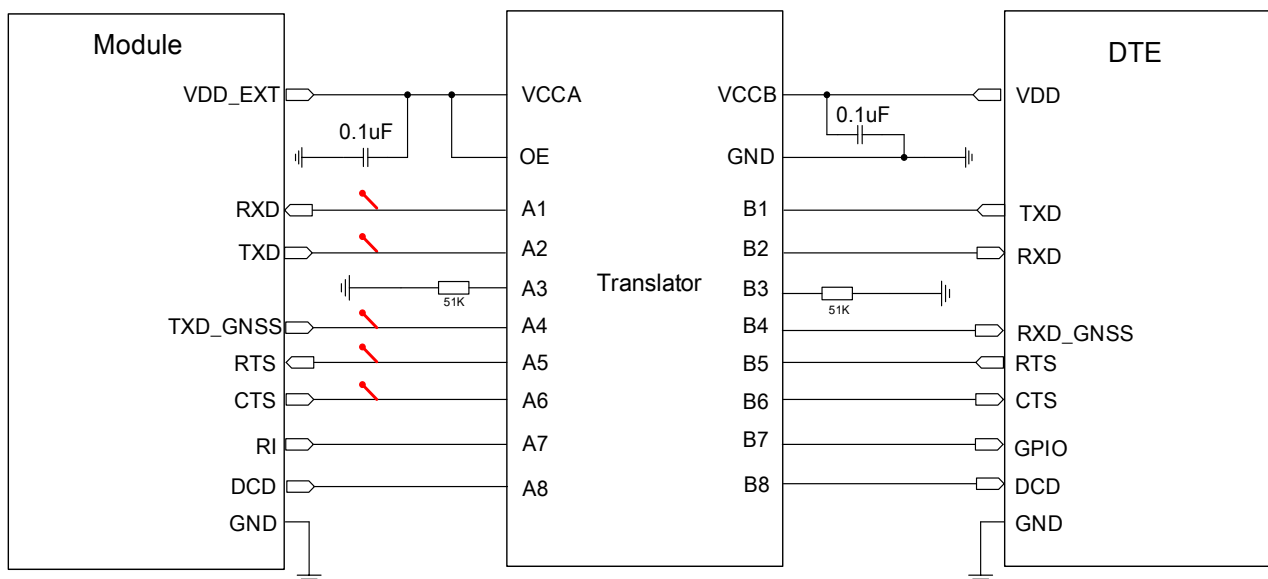 Module
DTE
VDD_EXT
VCCA
VCCB
VDD
0.1uF
0.1uF
OE
GND
RXD
A1
B1
TXD
TXD
A2
B2
RXD
Translator
51K
A3
B3
51K
TXD_GNSS
A4
B4
RXD_GNSS
RTS
A5
B5
RTS
CTS
A6
B6
CTS
RI
A7
B7
GPIO
DCD
A8
B8
DCD
GND
GND